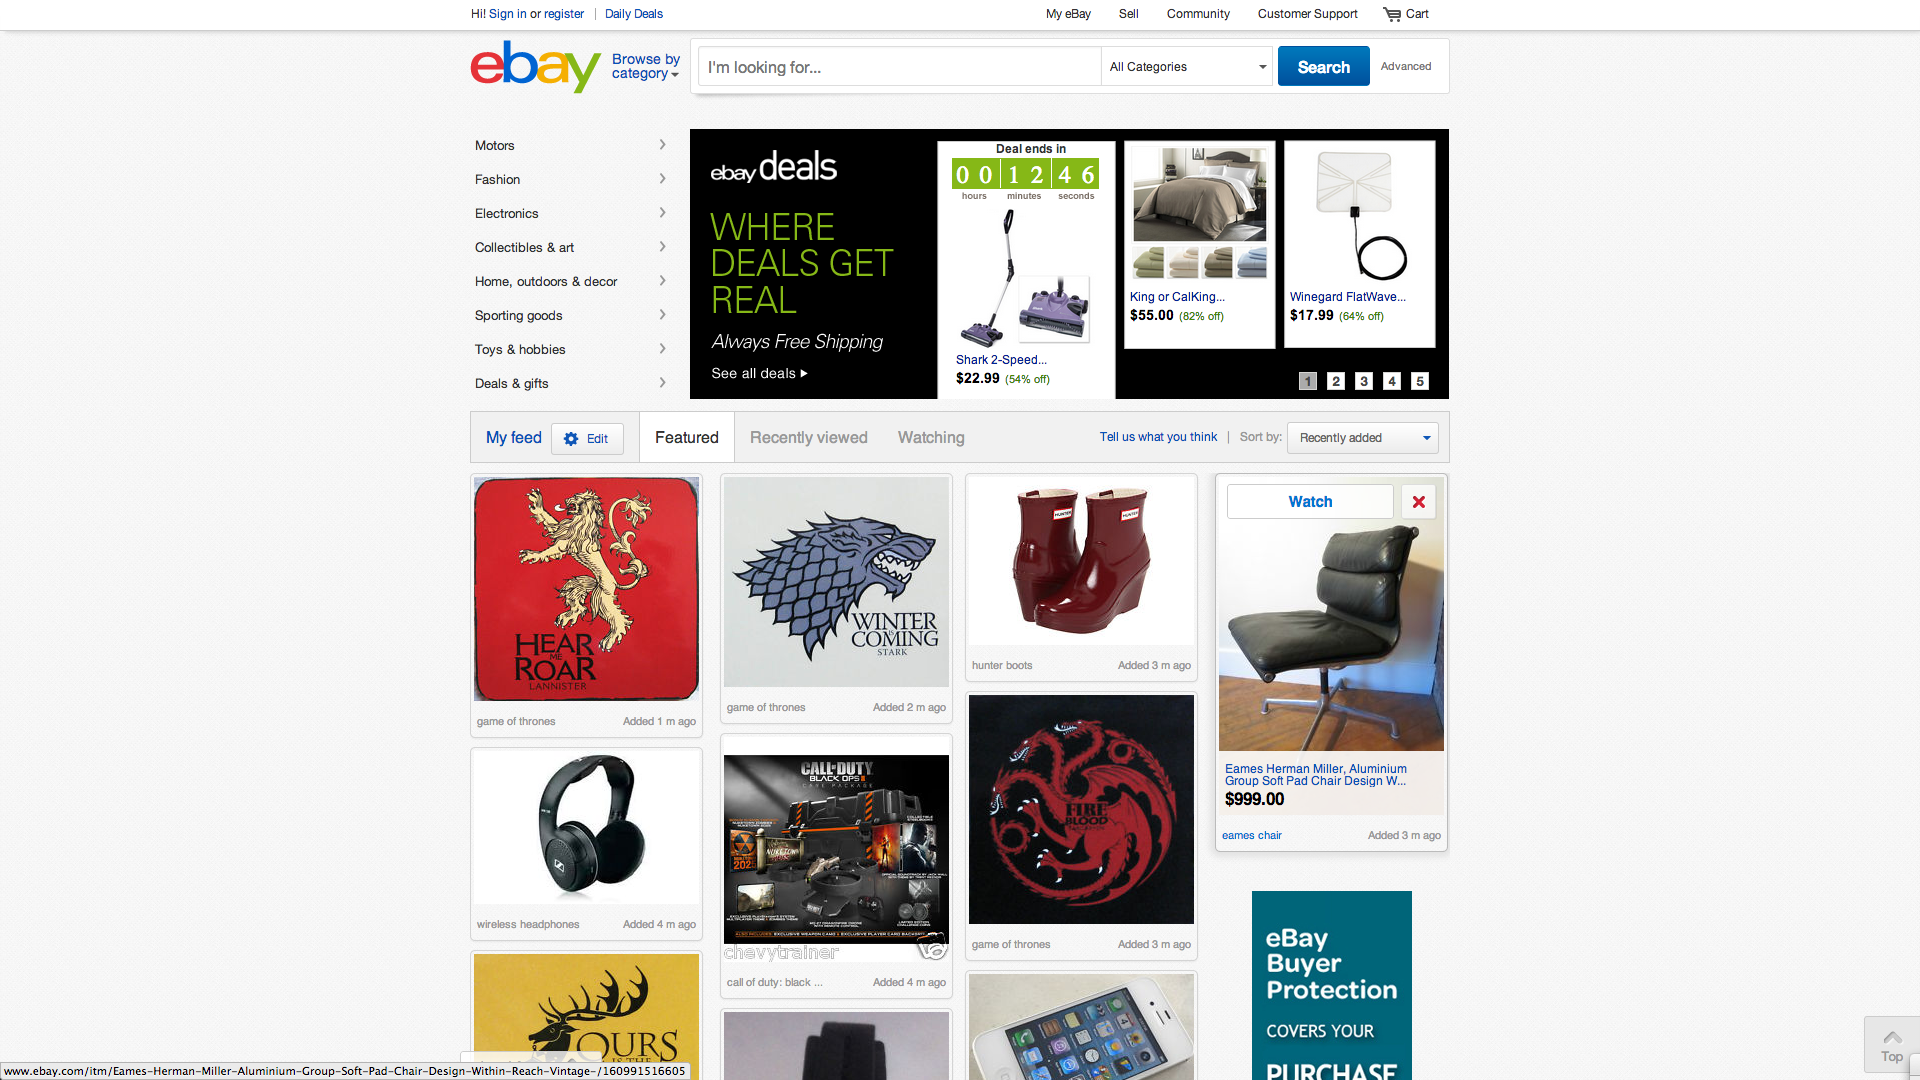 Hi! Sign in or register | Daily Deals
My eBay Sell Community Customer Support Cart
ebay
Browse by
category
I'm looking for...
All Categories
Search
Advanced
Motors
Fashion
Electronics
Collectibles & art
Home, outdoors & decor
Sporting goods
Toys & hobbies
Deals & gifts
ebay deals
WHERE
DEALS GET
REAL
Always Free Shipping
See all deals
Deal ends in
00 12 46
hours minutes seconds
Shark 2-Speed...
$22.99 (54% off)
King or CalKing...
$55.00 (82% off)
Winegard FlatWave...
$17.99 (64% off)
1 2 3 4 5
My feed
Edit
Featured
Recently viewed
Watching
Tell us what you think | Sort by:
Recently added
HEAR
ME
ROAR
LANNISTER
game of thrones Added 1 m ago
WINTER
IS
COMING
STARK
game of thrones Added 2 m ago
HUNTER HUNTER
hunter boots Added 3 m ago
Watch
Eames Herman Miller, Aluminium
Group Soft Pad Chair Design W...
$999.00
eames chair Added 3 m ago
wireless headphones Added 4 m ago
CALL OF DUTY
BLACK OPS II
CARE PACKAGE
NUKETOWN
2025
chevytrainer
call of duty: black ... Added 4 m ago
FIRE
BLOOD
game of thrones Added 3 m ago
OURS
IS THE
eBay
Buyer
Protection
COVERS YOUR
PURCHASE
Top
www.ebay.com/itm/Eames-Herman-Miller-Aluminium-Group-Soft-Pad-Chair-Design-Within-Reach-Vintage-/160991516605